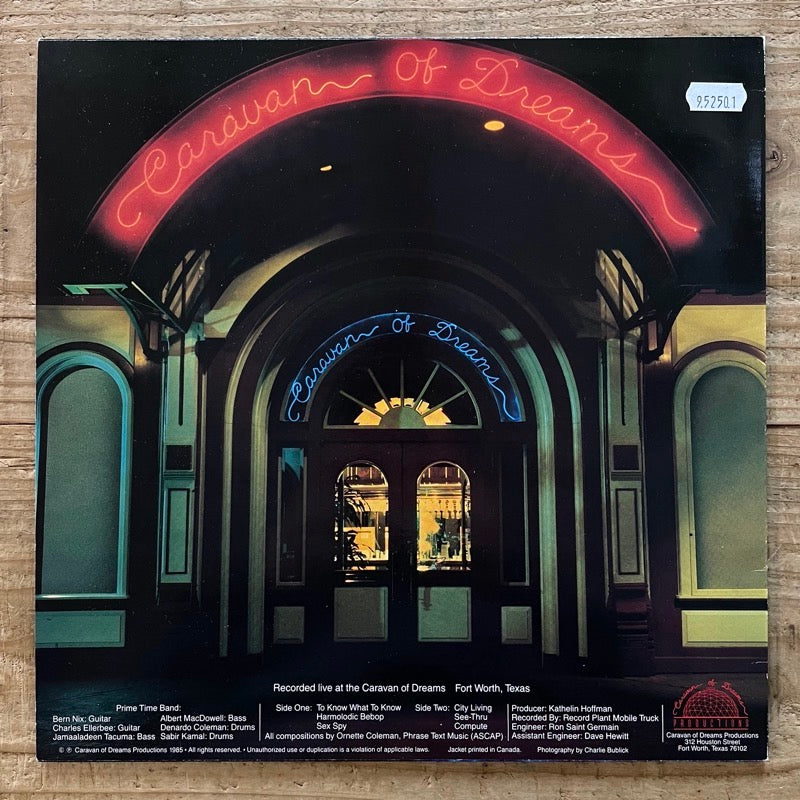 Caravan Of Dreams
9.5250.1
Caravan Of Dreams
Recorded live at the Caravan of Dreams Fort Worth, Texas
Prime Time Band:
Bern Nix: Guitar
Charles Ellerbee: Guitar
Jamaaladeen Tacuma: Bass
Albert MacDowell: Bass
Denardo Coleman: Drums
Sabir Kamal: Drums
Side One: To Know What To Know
Harmolodic Bebop
Sex Spy
Side Two: City Living
See-Thru
Compute
All compositions by Ornette Coleman, Phrase Text Music (ASCAP)
Producer: Kathelin Hoffman
Recorded By: Record Plant Mobile Truck
Engineer: Ron Saint Germain
Assistant Engineer: Dave Hewitt
Caravan of Dreams
PRODUCTIONS
Caravan of Dreams Productions
312 Houston Street
Fort Worth, Texas 76102
© ℗ Caravan of Dreams Productions 1985 • All rights reserved. • Unauthorized use or duplication is a violation of applicable laws. Jacket printed in Canada. Photography by Charlie Bublick